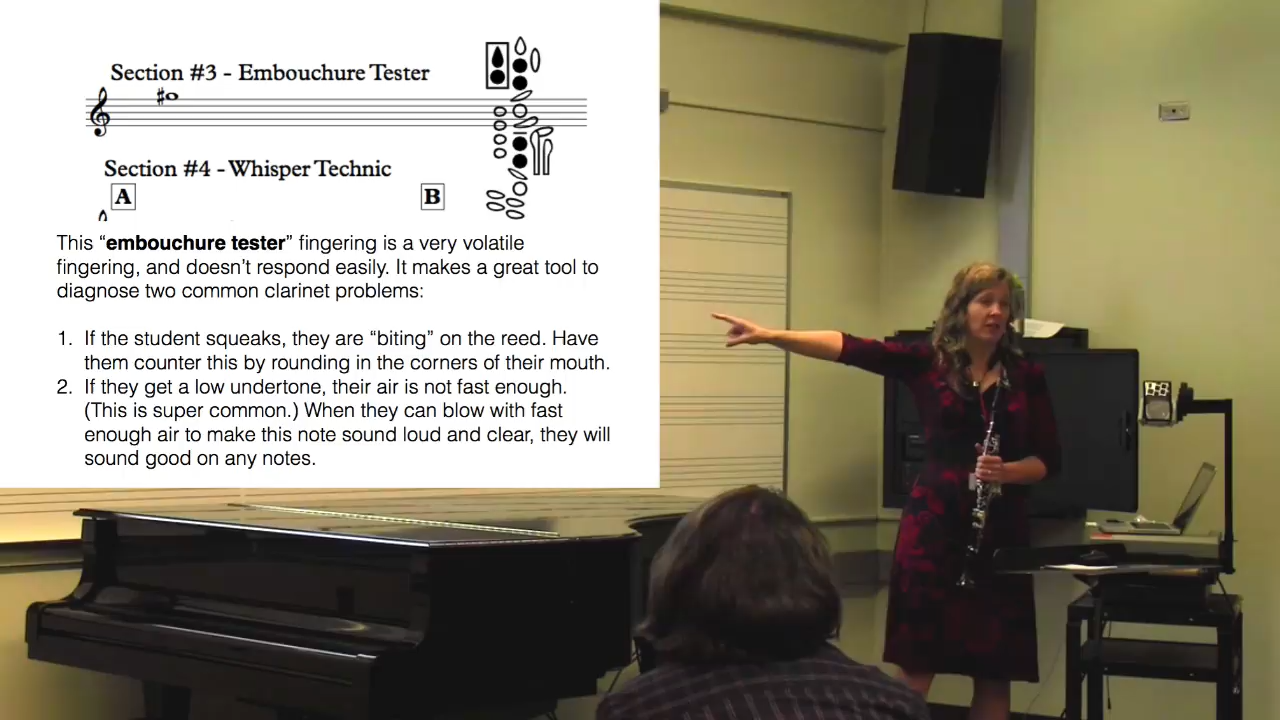 Section #3 - Embouchure Tester
Section #4 - Whisper Technic
A
B
This “embouchure tester” fingering is a very volatile
fingering, and doesn’t respond easily. It makes a great tool to
diagnose two common clarinet problems:
1. If the student squeaks, they are “biting” on the reed. Have
them counter this by rounding in the corners of their mouth.
2. If they get a low undertone, their air is not fast enough.
(This is super common.) When they can blow with fast
enough air to make this note sound loud and clear, they will
sound good on any notes.